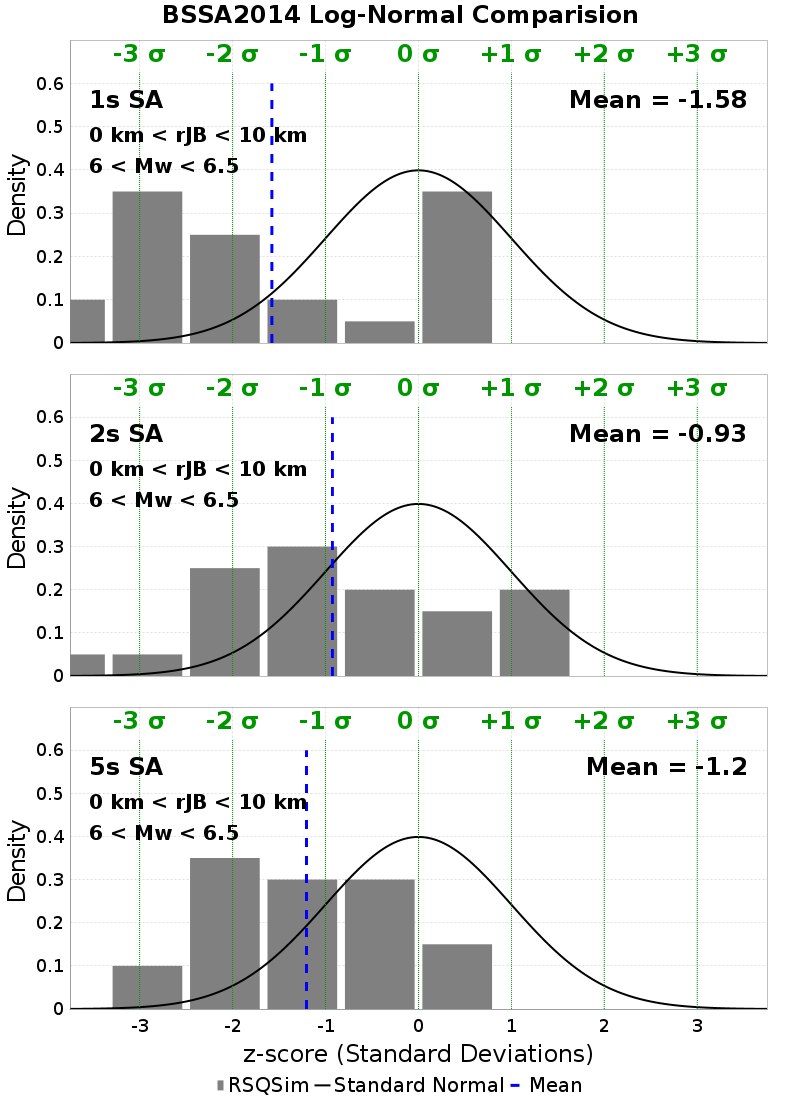 BSSA2014 Log-Normal Comparision
-3 σ -2 σ -1 σ 0 σ +1 σ +2 σ +3 σ
0.6
1s SA Mean = -1.58
0.5
0 km < rJB < 10 km
6 < Mw < 6.5
0.4
Density
0.3
0.2
0.1
0
-3 σ -2 σ -1 σ 0 σ +1 σ +2 σ +3 σ
0.6
2s SA Mean = -0.93
0.5
0 km < rJB < 10 km
6 < Mw < 6.5
0.4
Density
0.3
0.2
0.1
0
-3 σ -2 σ -1 σ 0 σ +1 σ +2 σ +3 σ
0.6
5s SA Mean = -1.2
0.5
0 km < rJB < 10 km
6 < Mw < 6.5
0.4
Density
0.3
0.2
0.1
0
-3 -2 -1 0 1 2 3
z-score (Standard Deviations)
RSQSim Standard Normal Mean